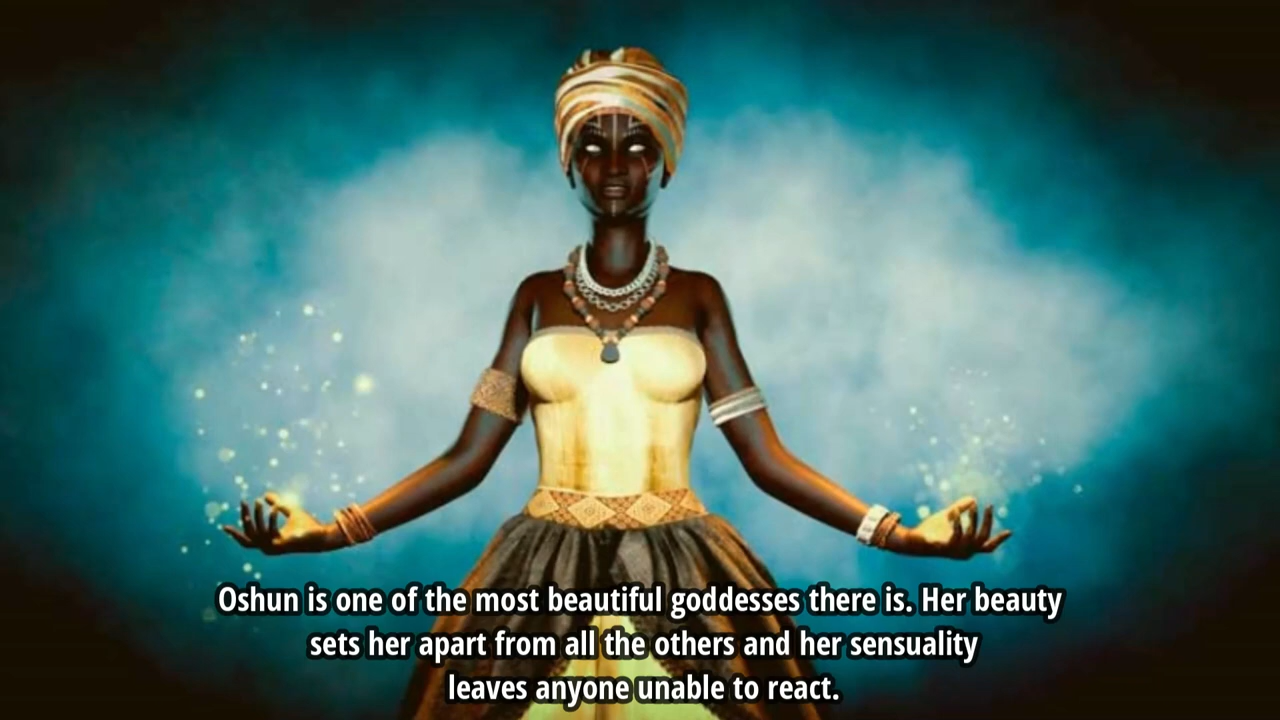 Oshun is one of the most beautiful goddesses there is. Her beauty
sets her apart from all the others and her sensuality
leaves anyone unable to react.